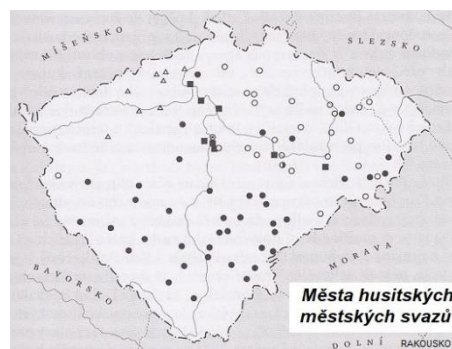 MÍŠEŇSKO
SLEZSKO
BAVORSKO
MORAVA
Města husitských
městských svazů
DOLNÍ RAKOUSKO